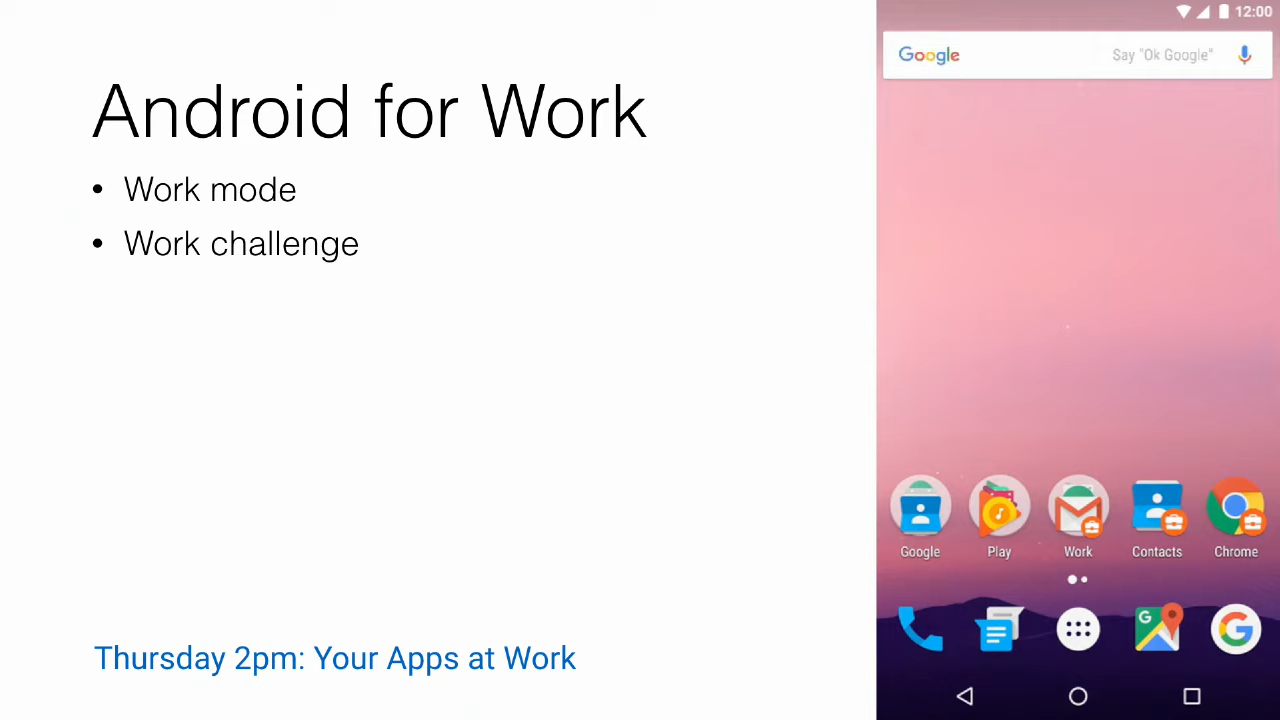 Android for Work
• Work mode
• Work challenge
Thursday 2pm: Your Apps at Work
12:00
Google
Say "Ok Google"
Google Play Work Contacts Chrome
G G